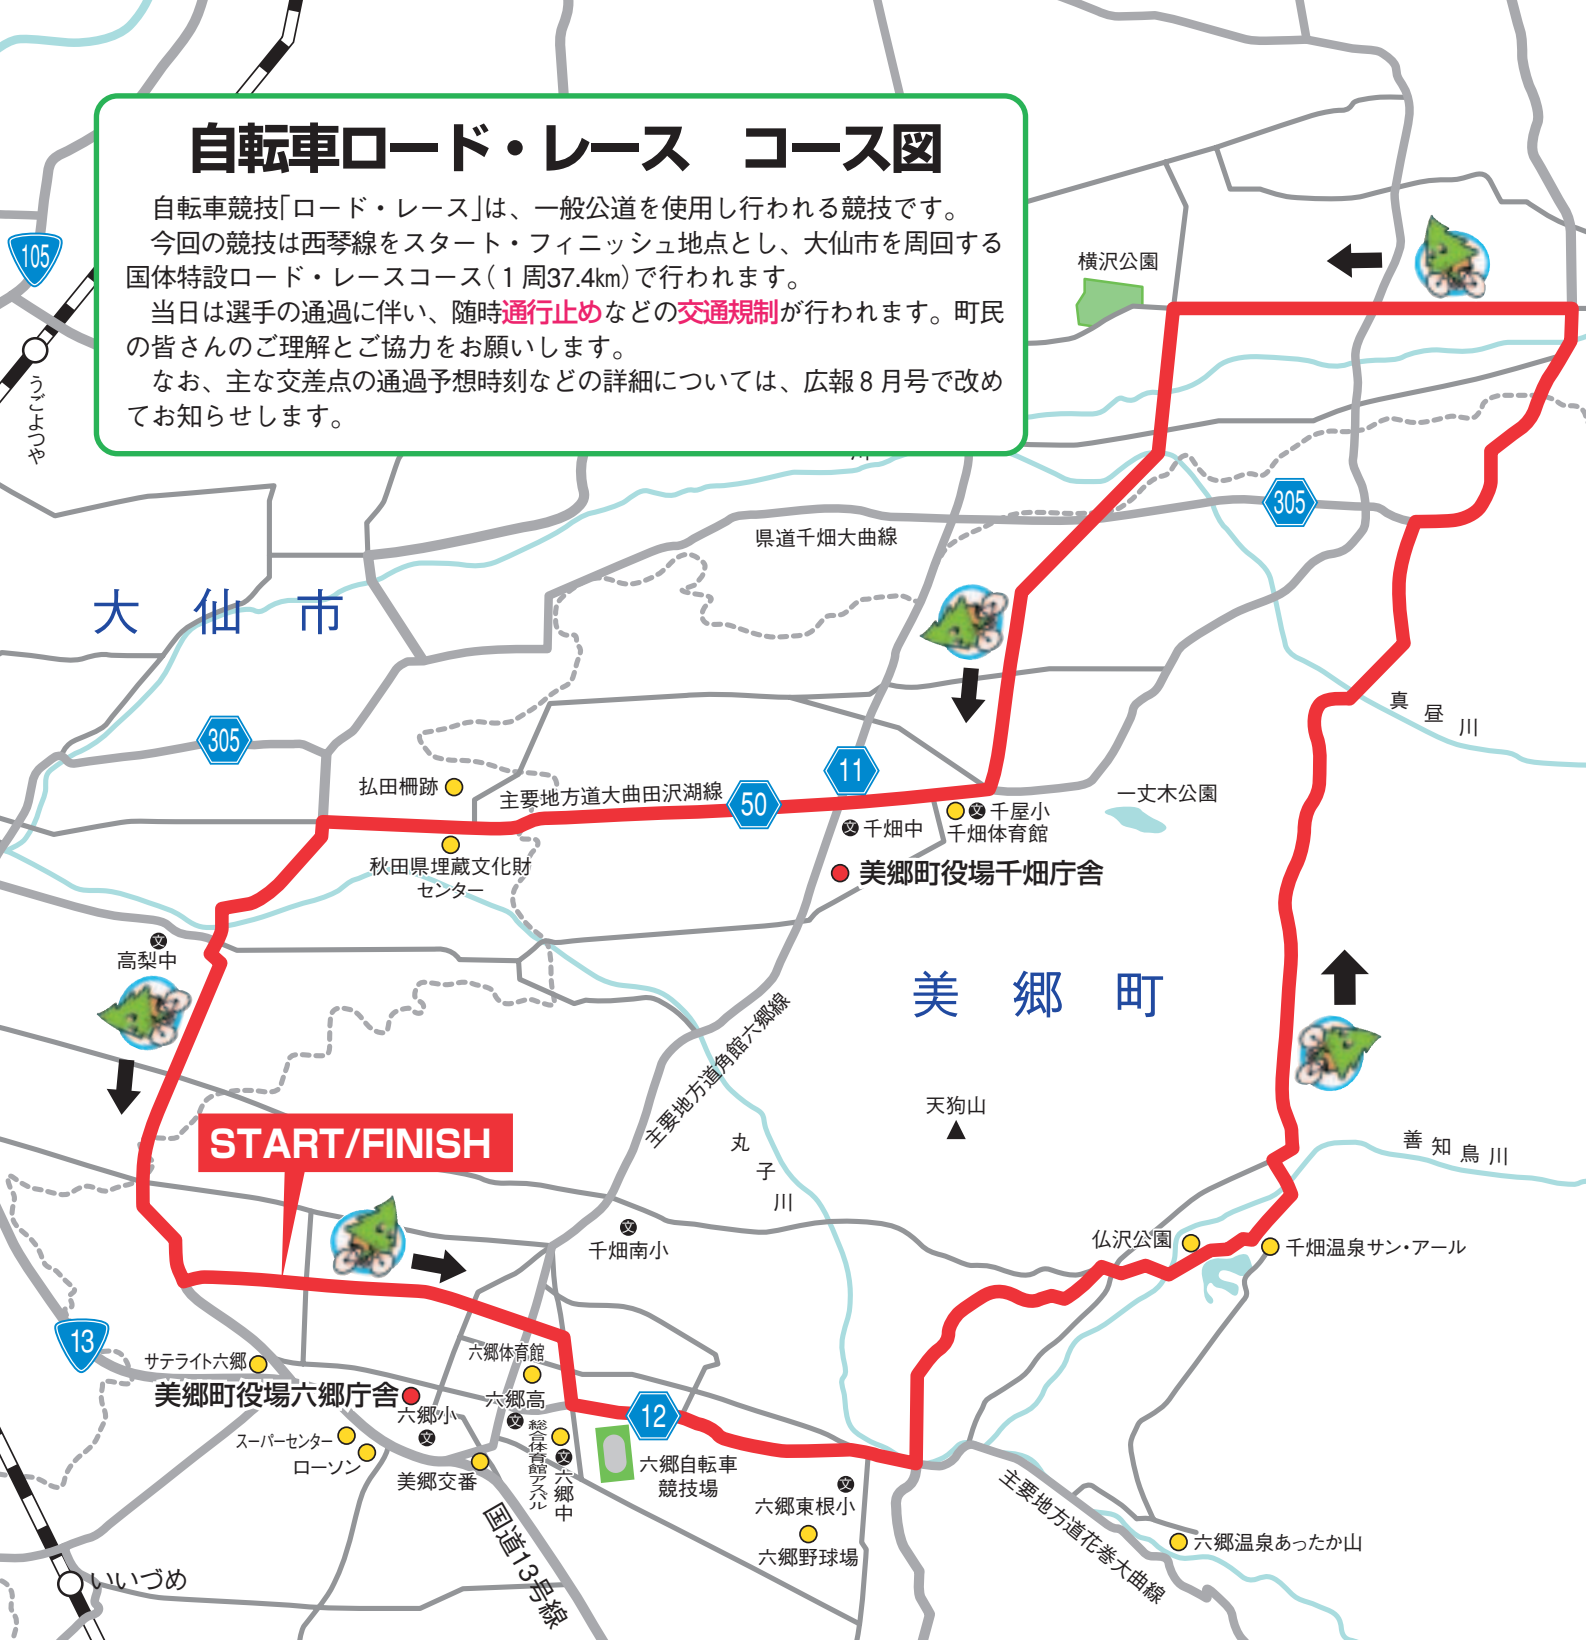 自転車ロード・レース　コース図
自転車競技「ロード・レース」は、一般公道を使用し行われる競技です。
今回の競技は西琴線をスタート・フィニッシュ地点とし、大仙市を周回する
国体特設ロード・レースコース（1周37.4km）で行われます。
当日は選手の通過に伴い、随時通行止めなどの交通規制が行われます。町民
の皆さんのご理解とご協力をお願いします。
なお、主な交差点の通過予想時刻などの詳細については、広報8月号で改め
てお知らせします。
105
うごよつや
横沢公園
川
305
県道千畑大曲線
大仙市
真昼川
305
払田柵跡
主要地方道大曲田沢湖線
50
11
一丈木公園
文
千畑中
文
千屋小
千畑体育館
美郷町役場千畑庁舎
秋田県埋蔵文化財
センター
文
高梨中
美郷町
主要地方道角館六郷線
天狗山
丸子川
善知鳥川
START/FINISH
文
千畑南小
仏沢公園
千畑温泉サン・アール
13
サテライト六郷
美郷町役場六郷庁舎
六郷体育館
六郷高
文
六郷小
文
スーパーセンター
ローソン
美郷交番
総合体育館アスパル
文
六郷中
12
六郷自転車
競技場
文
六郷東根小
六郷野球場
主要地方道花巻大曲線
六郷温泉あったか山
国道13号線
いいづめ